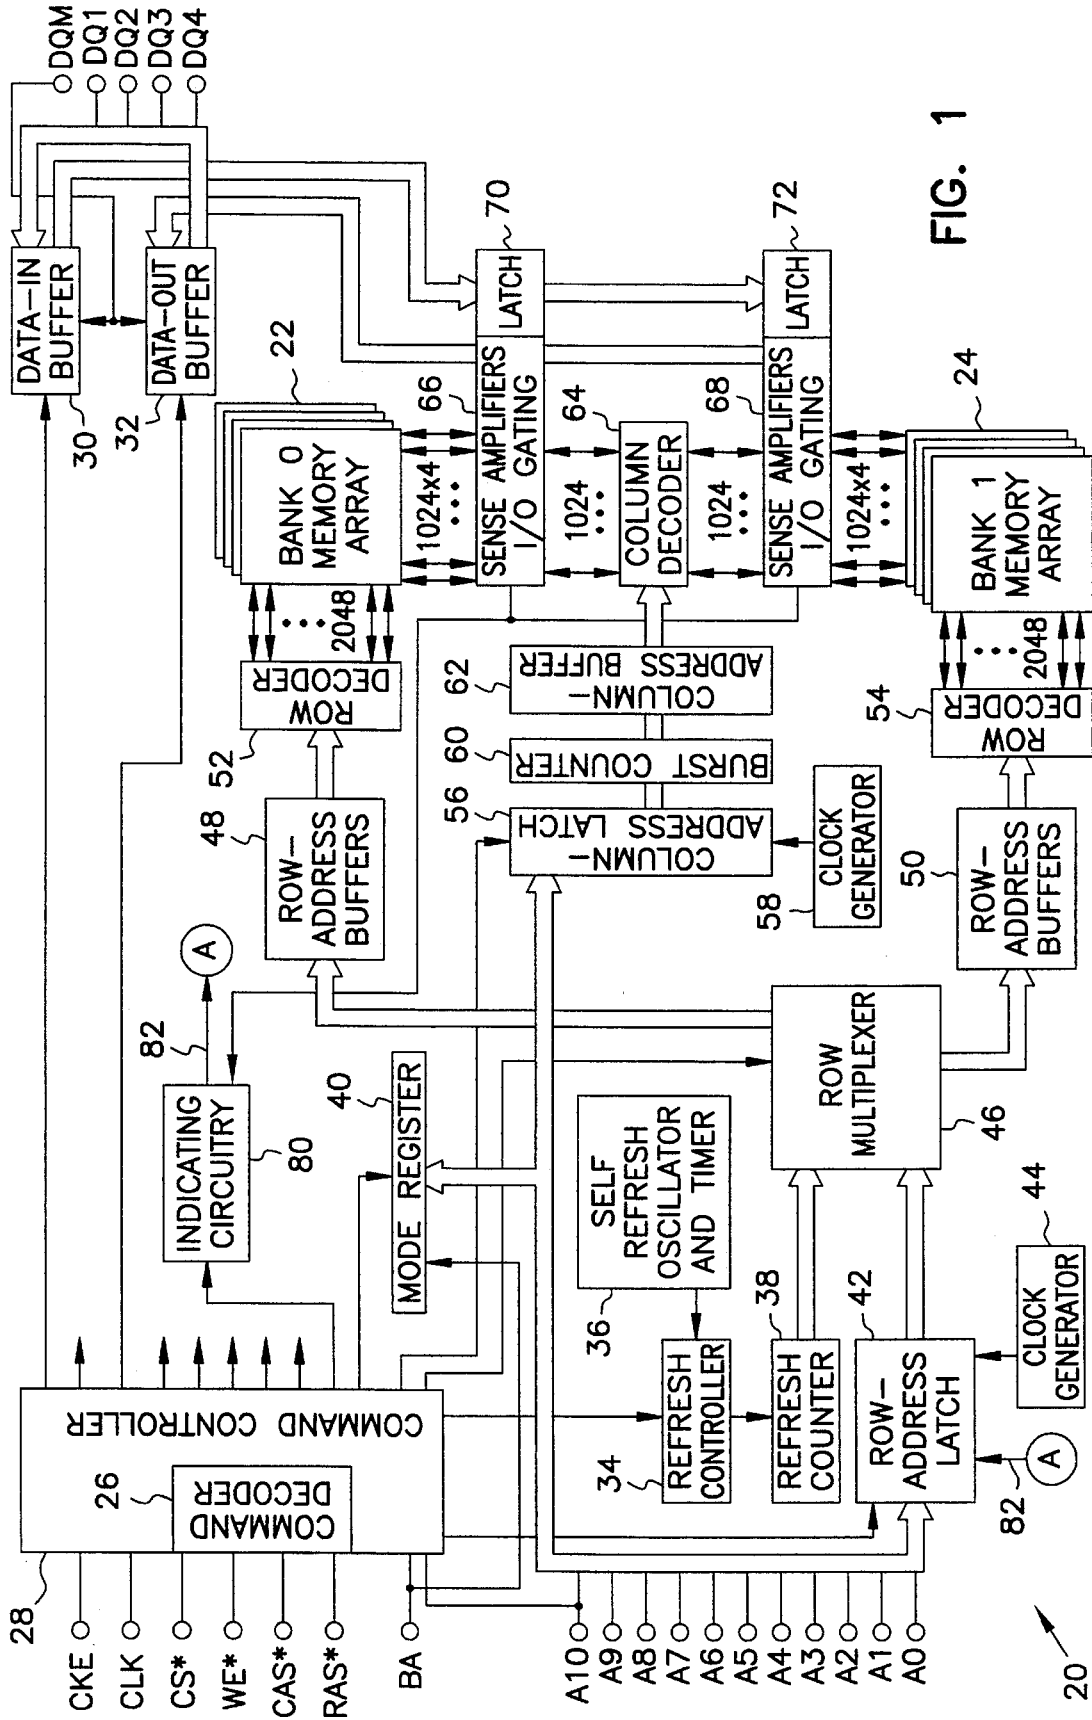 28
CKE
CLK
CS*
WE*
CAS*
RAS*
BA
26
COMMAND
DECODER
COMMAND CONTROLLER
INDICATING
CIRCUITRY
80
82
A
MODE REGISTER
40
48
ROW-
ADDRESS
BUFFERS
52
ROW
DECODER
2048
BANK 0
MEMORY
ARRAY
22
30
DATA-IN
BUFFER
32
DATA-OUT
BUFFER
DQM
DQ1
DQ2
DQ3
DQ4
1024x4
66
SENSE AMPLIFIERS
I/O GATING
LATCH
70
1024
COLUMN
DECODER
64
1024
68
SENSE AMPLIFIERS
I/O GATING
LATCH
72
1024x4
24
BANK 1
MEMORY
ARRAY
56
COLUMN-
ADDRESS LATCH
60
BURST COUNTER
62
COLUMN-
ADDRESS BUFFER
58
CLOCK
GENERATOR
SELF
REFRESH
OSCILLATOR
AND TIMER
36
34
REFRESH
CONTROLLER
38
REFRESH
COUNTER
42
ROW-
ADDRESS
LATCH
44
CLOCK
GENERATOR
82
A
ROW
MULTIPLEXER
46
50
ROW-
ADDRESS
BUFFERS
54
ROW
DECODER
2048
A10
A9
A8
A7
A6
A5
A4
A3
A2
A1
A0
20
FIG. 1